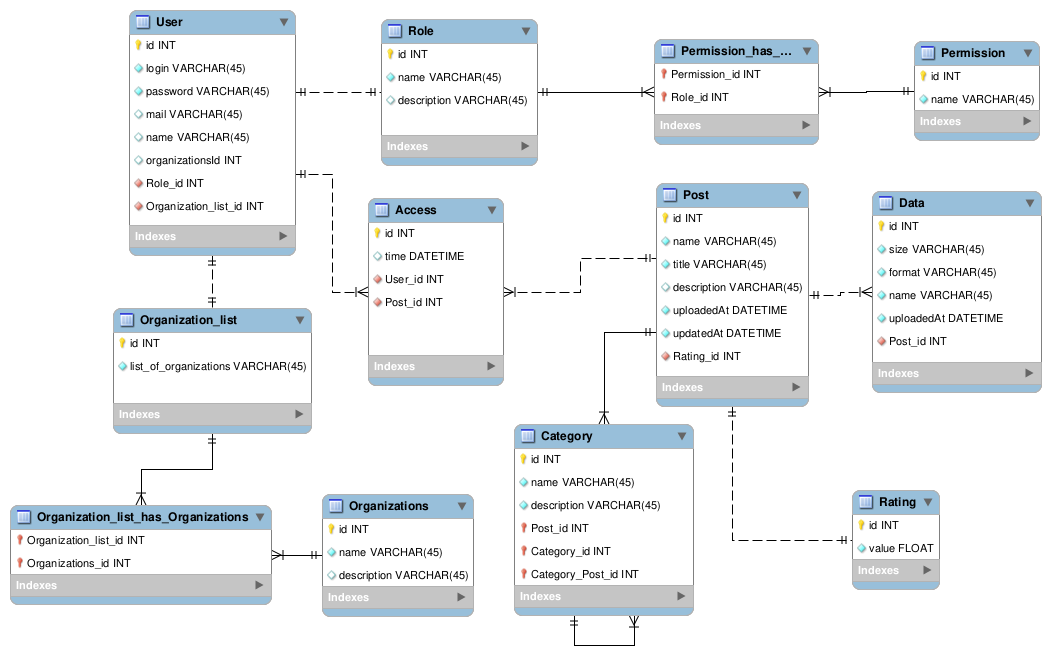 User
id INT
login VARCHAR(45)
password VARCHAR(45)
mail VARCHAR(45)
name VARCHAR(45)
organizationsId INT
Role_id INT
Organization_list_id INT
Indexes
Role
id INT
name VARCHAR(45)
description VARCHAR(45)
Indexes
Permission_has_...
Permission_id INT
Role_id INT
Indexes
Permission
id INT
name VARCHAR(45)
Indexes
Access
id INT
time DATETIME
User_id INT
Post_id INT
Indexes
Post
id INT
name VARCHAR(45)
title VARCHAR(45)
description VARCHAR(45)
uploadedAt DATETIME
updatedAt DATETIME
Rating_id INT
Indexes
Data
id INT
size VARCHAR(45)
format VARCHAR(45)
name VARCHAR(45)
uploadedAt DATETIME
Post_id INT
Indexes
Organization_list
id INT
list_of_organizations VARCHAR(45)
Indexes
Organization_list_has_Organizations
Organization_list_id INT
Organizations_id INT
Indexes
Organizations
id INT
name VARCHAR(45)
description VARCHAR(45)
Indexes
Category
id INT
name VARCHAR(45)
description VARCHAR(45)
Post_id INT
Category_id INT
Category_Post_id INT
Indexes
Rating
id INT
value FLOAT
Indexes